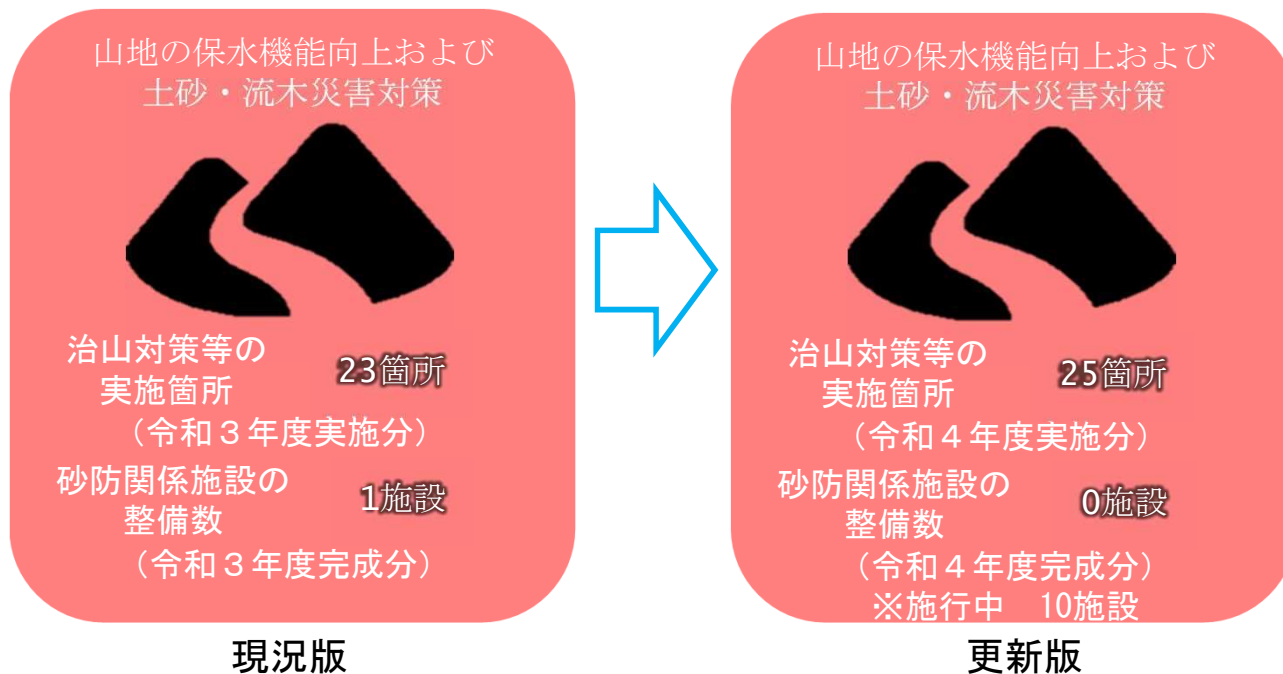 山地の保水機能向上および
土砂・流木災害対策
治山対策等の
実施箇所
23箇所
（令和３年度実施分）
砂防関係施設の
整備数
1施設
（令和３年度完成分）
現況版
山地の保水機能向上および
土砂・流木災害対策
治山対策等の
実施箇所
25箇所
（令和４年度実施分）
砂防関係施設の
整備数
0施設
（令和４年度完成分）
※施行中　10施設
更新版